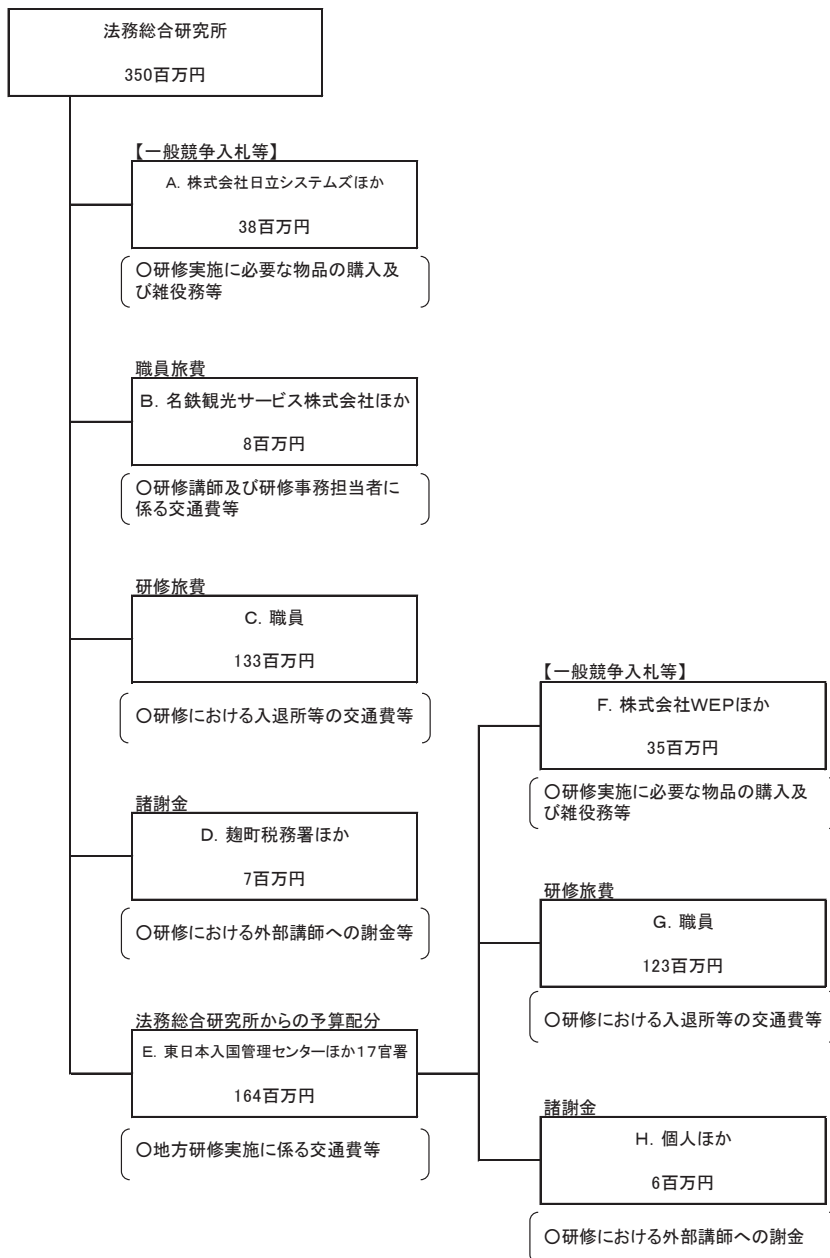 法務総合研究所
350百万円
【一般競争入札等】
A. 株式会社日立システムズほか
38百万円
〇研修実施に必要な物品の購入及
び雑役務等
職員旅費
B. 名鉄観光サービス株式会社ほか
8百万円
〇研修講師及び研修事務担当者に
係る交通費等
研修旅費
C. 職員
133百万円
〇研修における入退所等の交通費等
諸謝金
D. 麹町税務署ほか
7百万円
〇研修における外部講師への謝金等
法務総合研究所からの予算配分
E. 東日本入国管理センターほか17官署
164百万円
〇地方研修実施に係る交通費等
【一般競争入札等】
F. 株式会社WEPほか
35百万円
〇研修実施に必要な物品の購入及
び雑役務等
研修旅費
G. 職員
123百万円
〇研修における入退所等の交通費等
諸謝金
H. 個人ほか
6百万円
〇研修における外部講師への謝金